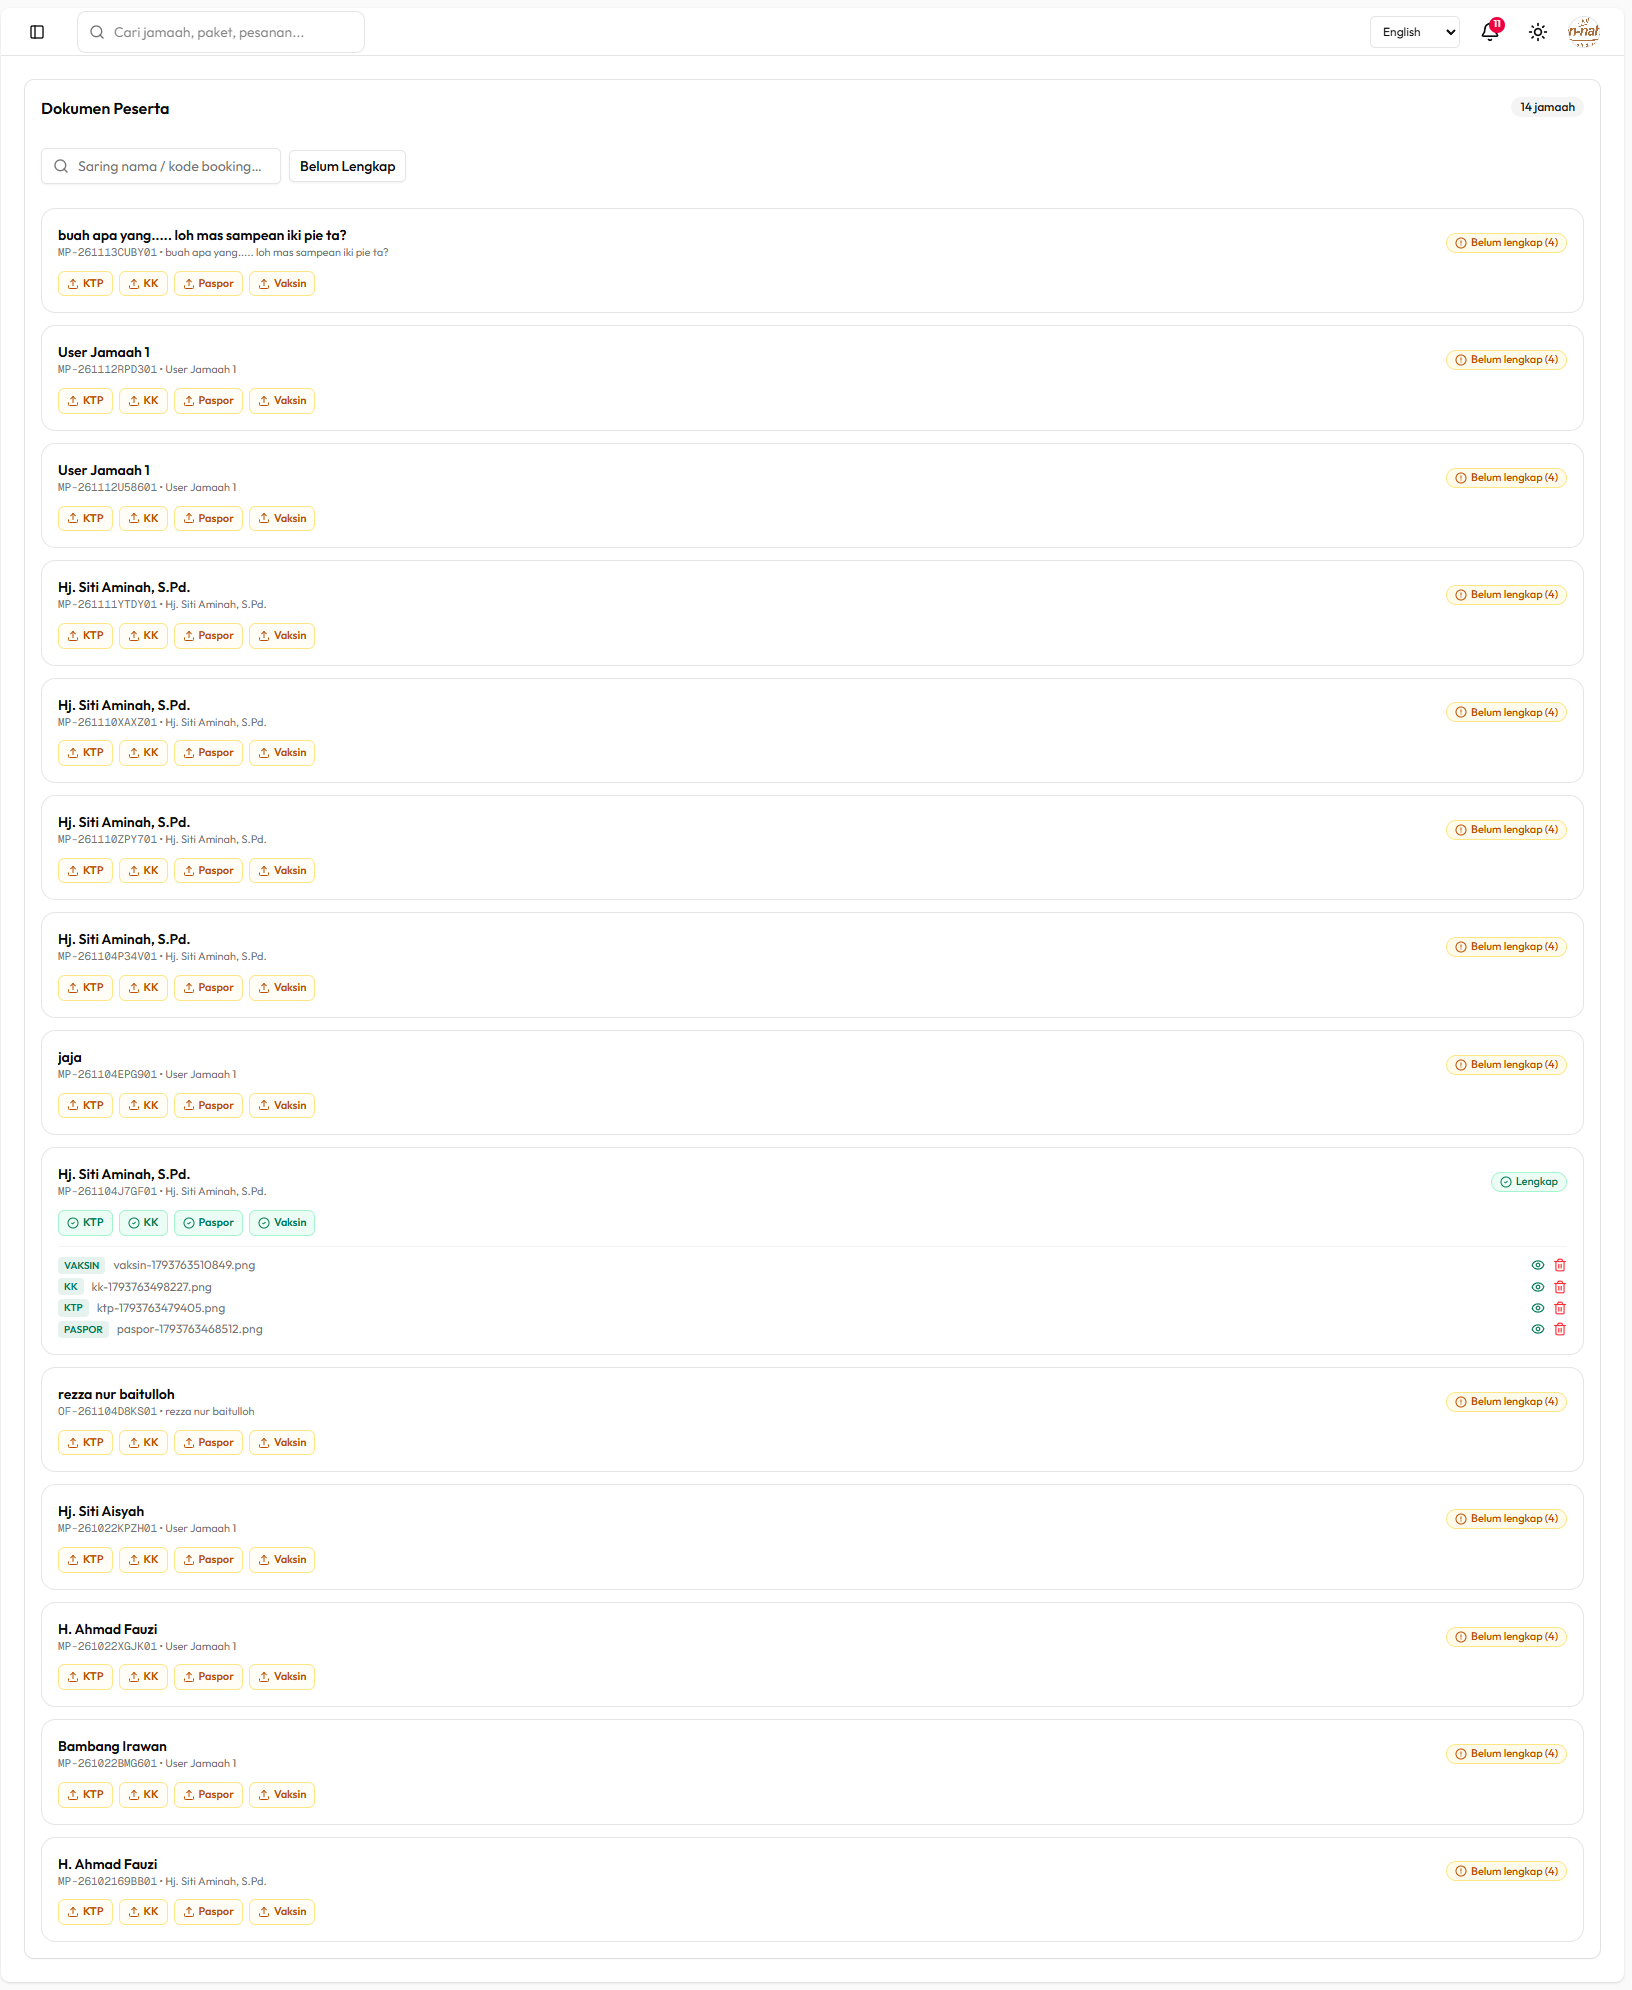 Cari jamaah, paket, pesanan...
English
11
n-nah
Dokumen Peserta
14 jamaah
Saring nama / kode booking...
Belum Lengkap
buah apa yang..... loh mas sampean iki pie ta?
MP-261113CUBY01 • buah apa yang..... loh mas sampean iki pie ta?
Belum lengkap (4)
KTP KK Paspor Vaksin
User Jamaah 1
MP-261112RPD301 • User Jamaah 1
Belum lengkap (4)
KTP KK Paspor Vaksin
User Jamaah 1
MP-261112U58601 • User Jamaah 1
Belum lengkap (4)
KTP KK Paspor Vaksin
Hj. Siti Aminah, S.Pd.
MP-261111YTDY01 • Hj. Siti Aminah, S.Pd.
Belum lengkap (4)
KTP KK Paspor Vaksin
Hj. Siti Aminah, S.Pd.
MP-261110XAXZ01 • Hj. Siti Aminah, S.Pd.
Belum lengkap (4)
KTP KK Paspor Vaksin
Hj. Siti Aminah, S.Pd.
MP-261110ZPY701 • Hj. Siti Aminah, S.Pd.
Belum lengkap (4)
KTP KK Paspor Vaksin
Hj. Siti Aminah, S.Pd.
MP-261104P34V01 • Hj. Siti Aminah, S.Pd.
Belum lengkap (4)
KTP KK Paspor Vaksin
jaja
MP-261104EPG901 • User Jamaah 1
Belum lengkap (4)
KTP KK Paspor Vaksin
Hj. Siti Aminah, S.Pd.
MP-261104J7GF01 • Hj. Siti Aminah, S.Pd.
Lengkap
KTP KK Paspor Vaksin
VAKSIN vaksin-1793763510849.png
KK kk-1793763498227.png
KTP ktp-1793763479405.png
PASPOR paspor-1793763468512.png
rezza nur baitulloh
OF-261104D8KS01 • rezza nur baitulloh
Belum lengkap (4)
KTP KK Paspor Vaksin
Hj. Siti Aisyah
MP-261022KPZH01 • User Jamaah 1
Belum lengkap (4)
KTP KK Paspor Vaksin
H. Ahmad Fauzi
MP-261022XGJK01 • User Jamaah 1
Belum lengkap (4)
KTP KK Paspor Vaksin
Bambang Irawan
MP-261022BMG601 • User Jamaah 1
Belum lengkap (4)
KTP KK Paspor Vaksin
H. Ahmad Fauzi
MP-26102169BB01 • Hj. Siti Aminah, S.Pd.
Belum lengkap (4)
KTP KK Paspor Vaksin